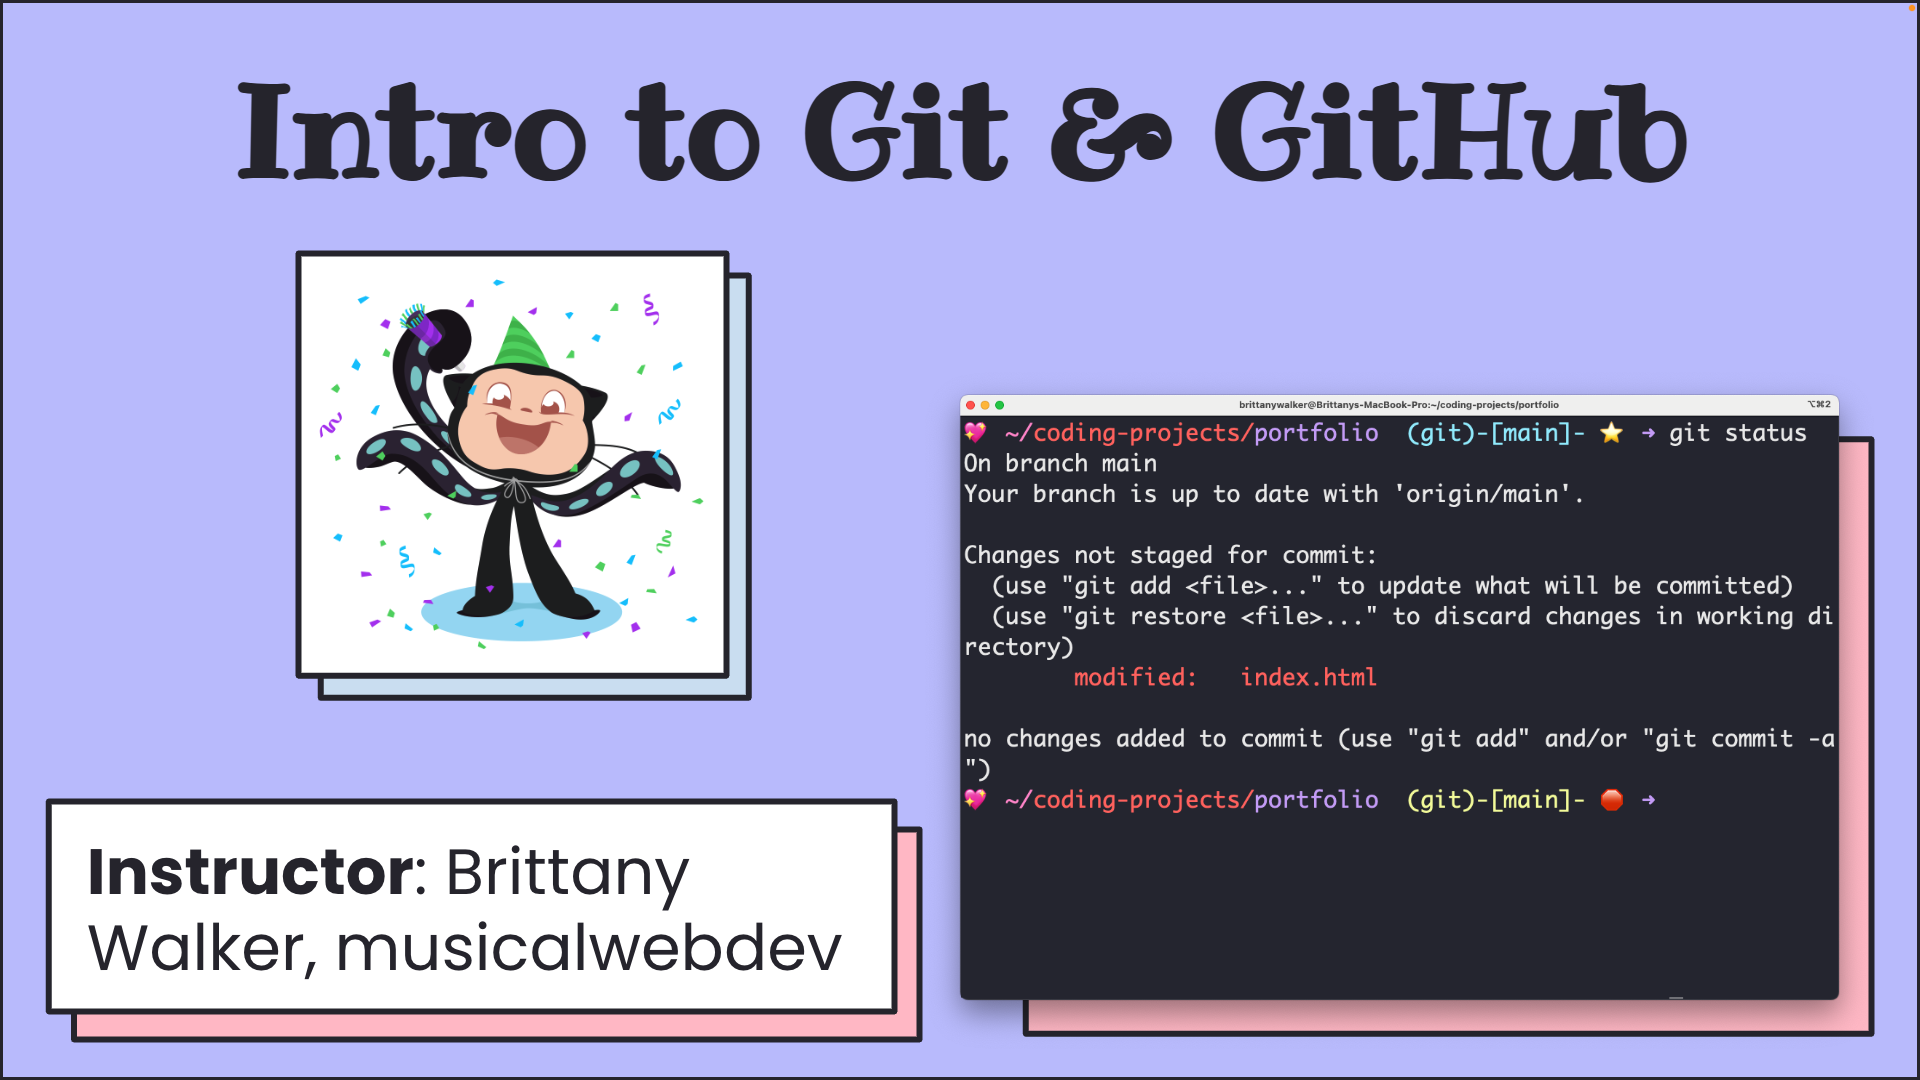 Intro to Git & GitHub
brittanywalker@Brittanys-MacBook-Pro:~/coding-projects/portfolio
⌥⌘2
💖 ~/coding-projects/portfolio (git)-[main]- ⭐ ➜ git status
On branch main
Your branch is up to date with 'origin/main'.
Changes not staged for commit:
(use "git add <file>..." to update what will be committed)
(use "git restore <file>..." to discard changes in working di
rectory)
modified: index.html
no changes added to commit (use "git add" and/or "git commit -a
")
💖 ~/coding-projects/portfolio (git)-[main]- 🛑 ➜
Instructor: Brittany
Walker, musicalwebdev